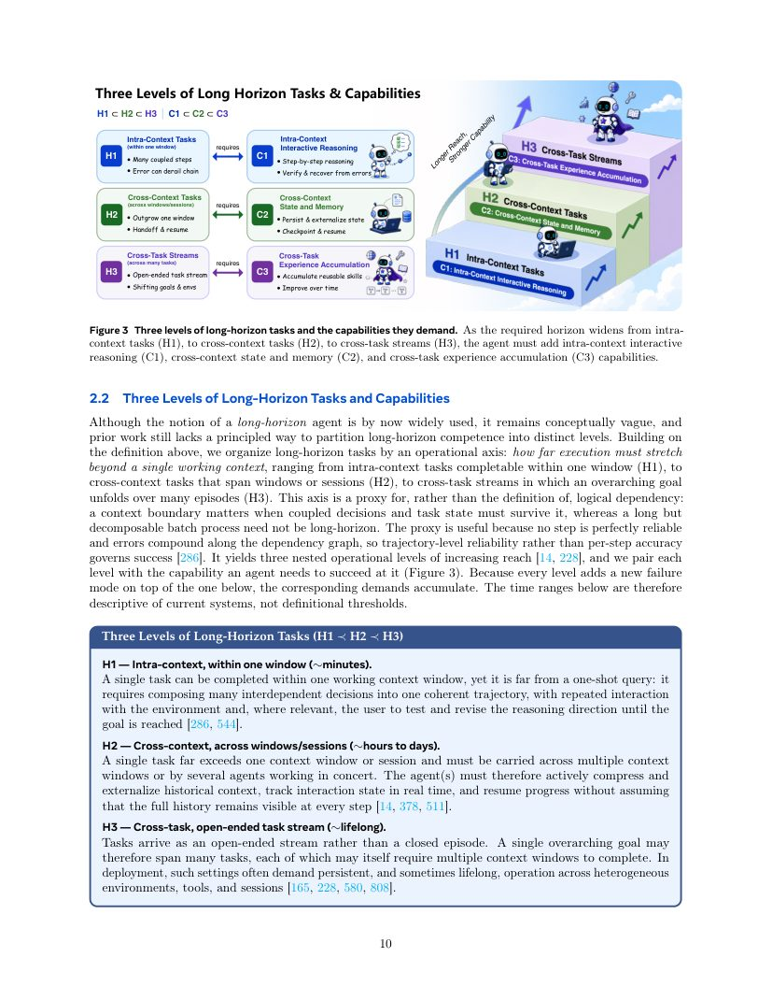 Three Levels of Long Horizon Tasks & Capabilities
H1 ⊂ H2 ⊂ H3 | C1 ⊂ C2 ⊂ C3
H1
Intra-Context Tasks
(within one window)
• Many coupled steps
• Error can derail chain
requires
C1
Intra-Context
Interactive Reasoning
• Step-by-step reasoning
• Verify & recover from errors
H2
Cross-Context Tasks
(across windows/sessions)
• Outgrow one window
• Handoff & resume
requires
C2
Cross-Context
State and Memory
• Persist & externalize state
• Checkpoint & resume
H3
Cross-Task Streams
(across many tasks)
• Open-ended task stream
• Shifting goals & envs
requires
C3
Cross-Task
Experience Accumulation
• Accumulate reusable skills
• Improve over time
Longer Reach,
Stronger Capability
H3 Cross-Task Streams
C3: Cross-Task Experience Accumulation
H2 Cross-Context Tasks
C2: Cross-Context State and Memory
H1 Intra-Context Tasks
C1: Intra-Context Interactive Reasoning
Figure 3 Three levels of long-horizon tasks and the capabilities they demand. As the required horizon widens from intra-
context tasks (H1), to cross-context tasks (H2), to cross-task streams (H3), the agent must add intra-context interactive
reasoning (C1), cross-context state and memory (C2), and cross-task experience accumulation (C3) capabilities.
2.2 Three Levels of Long-Horizon Tasks and Capabilities
Although the notion of a long-horizon agent is by now widely used, it remains conceptually vague, and
prior work still lacks a principled way to partition long-horizon competence into distinct levels. Building on
the definition above, we organize long-horizon tasks by an operational axis: how far execution must stretch
beyond a single working context, ranging from intra-context tasks completable within one window (H1), to
cross-context tasks that span windows or sessions (H2), to cross-task streams in which an overarching goal
unfolds over many episodes (H3). This axis is a proxy for, rather than the definition of, logical dependency:
a context boundary matters when coupled decisions and task state must survive it, whereas a long but
decomposable batch process need not be long-horizon. The proxy is useful because no step is perfectly reliable
and errors compound along the dependency graph, so trajectory-level reliability rather than per-step accuracy
governs success [286]. It yields three nested operational levels of increasing reach [14, 228], and we pair each
level with the capability an agent needs to succeed at it (Figure 3). Because every level adds a new failure
mode on top of the one below, the corresponding demands accumulate. The time ranges below are therefore
descriptive of current systems, not definitional thresholds.
Three Levels of Long-Horizon Tasks (H1 ≺ H2 ≺ H3)
H1 — Intra-context, within one window (∼minutes).
A single task can be completed within one working context window, yet it is far from a one-shot query: it
requires composing many interdependent decisions into one coherent trajectory, with repeated interaction
with the environment and, where relevant, the user to test and revise the reasoning direction until the
goal is reached [286, 544].
H2 — Cross-context, across windows/sessions (∼hours to days).
A single task far exceeds one context window or session and must be carried across multiple context
windows or by several agents working in concert. The agent(s) must therefore actively compress and
externalize historical context, track interaction state in real time, and resume progress without assuming
that the full history remains visible at every step [14, 378, 511].
H3 — Cross-task, open-ended task stream (∼lifelong).
Tasks arrive as an open-ended stream rather than a closed episode. A single overarching goal may
therefore span many tasks, each of which may itself require multiple context windows to complete. In
deployment, such settings often demand persistent, and sometimes lifelong, operation across heterogeneous
environments, tools, and sessions [165, 228, 580, 808].
10